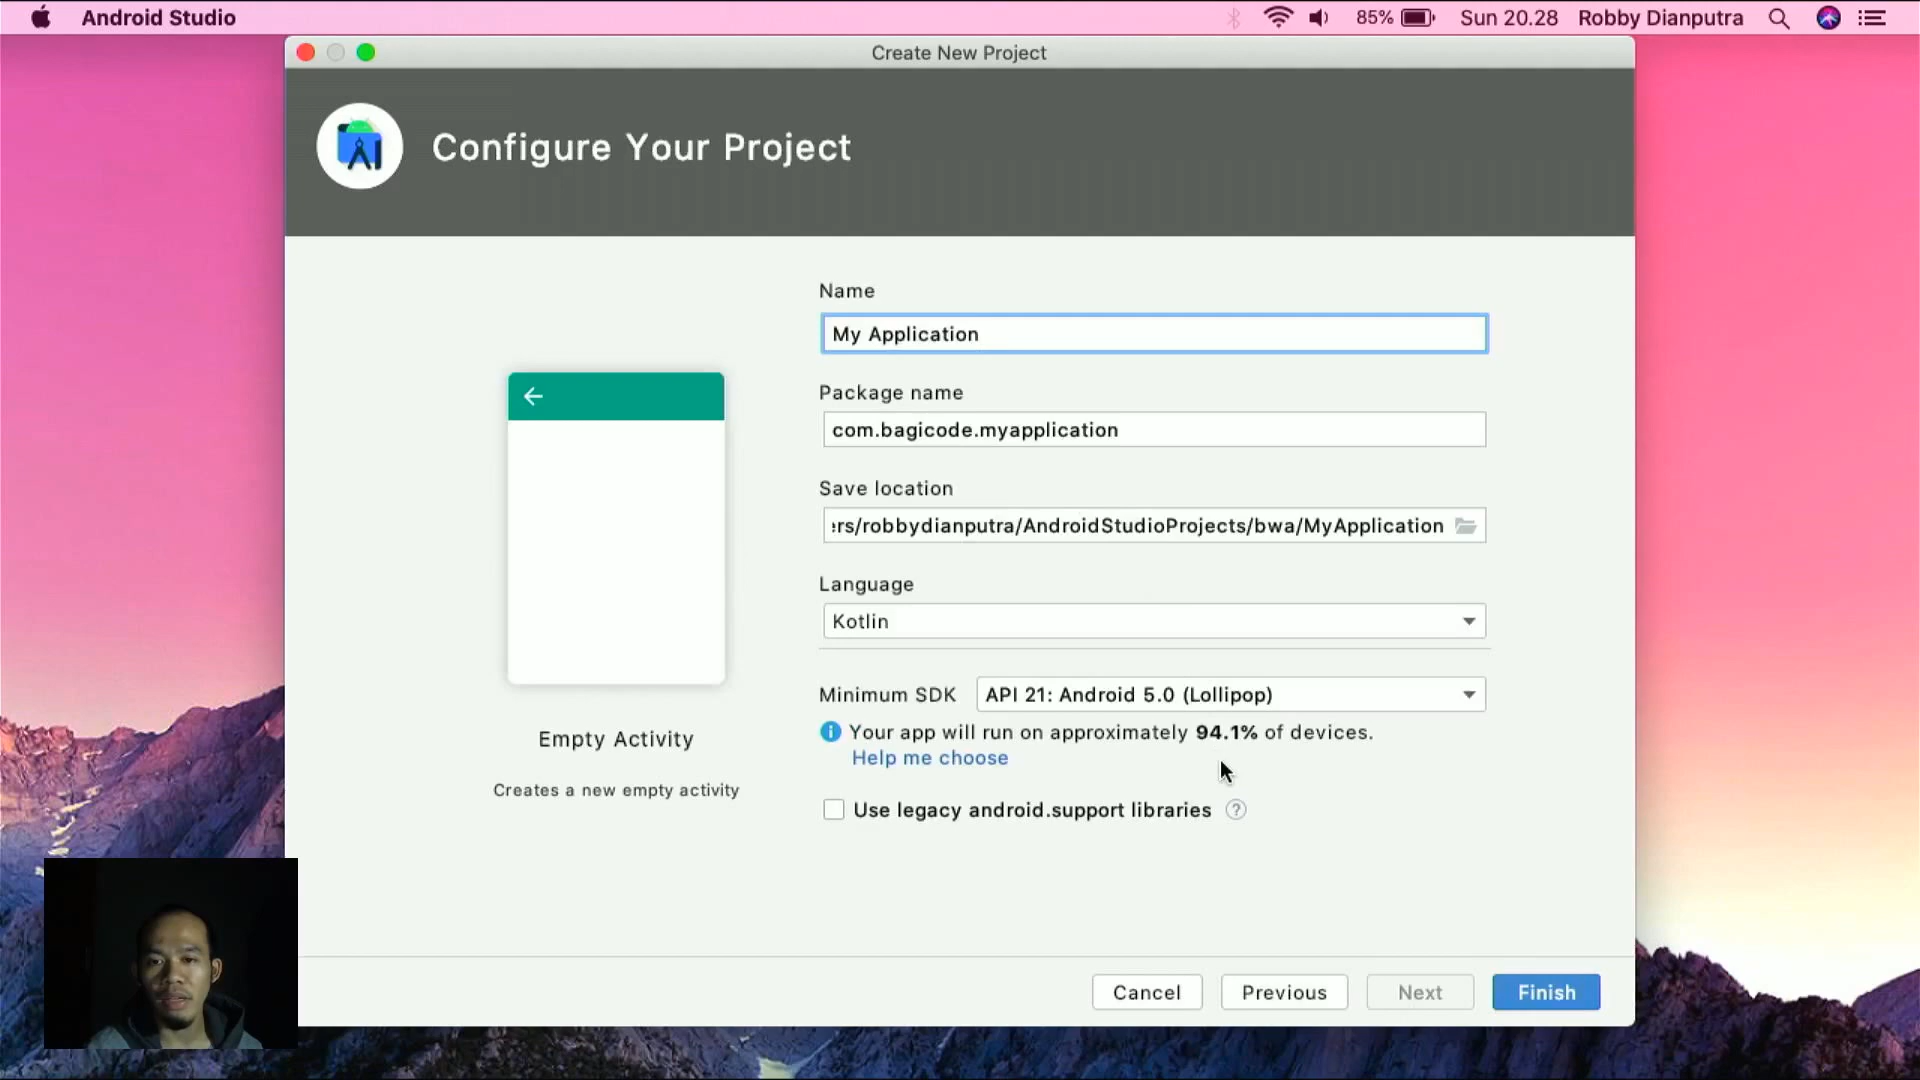 Android Studio
85%
Sun 20.28
Robby Dianputra
Create New Project
Configure Your Project
Name
My Application
Package name
com.bagicode.myapplication
Save location
rs/robbydianputra/AndroidStudioProjects/bwa/MyApplication
Language
Kotlin
Minimum SDK
API 21: Android 5.0 (Lollipop)
Your app will run on approximately 94.1% of devices.
Help me choose
Use legacy android.support libraries
?
Empty Activity
Creates a new empty activity
Cancel
Previous
Next
Finish